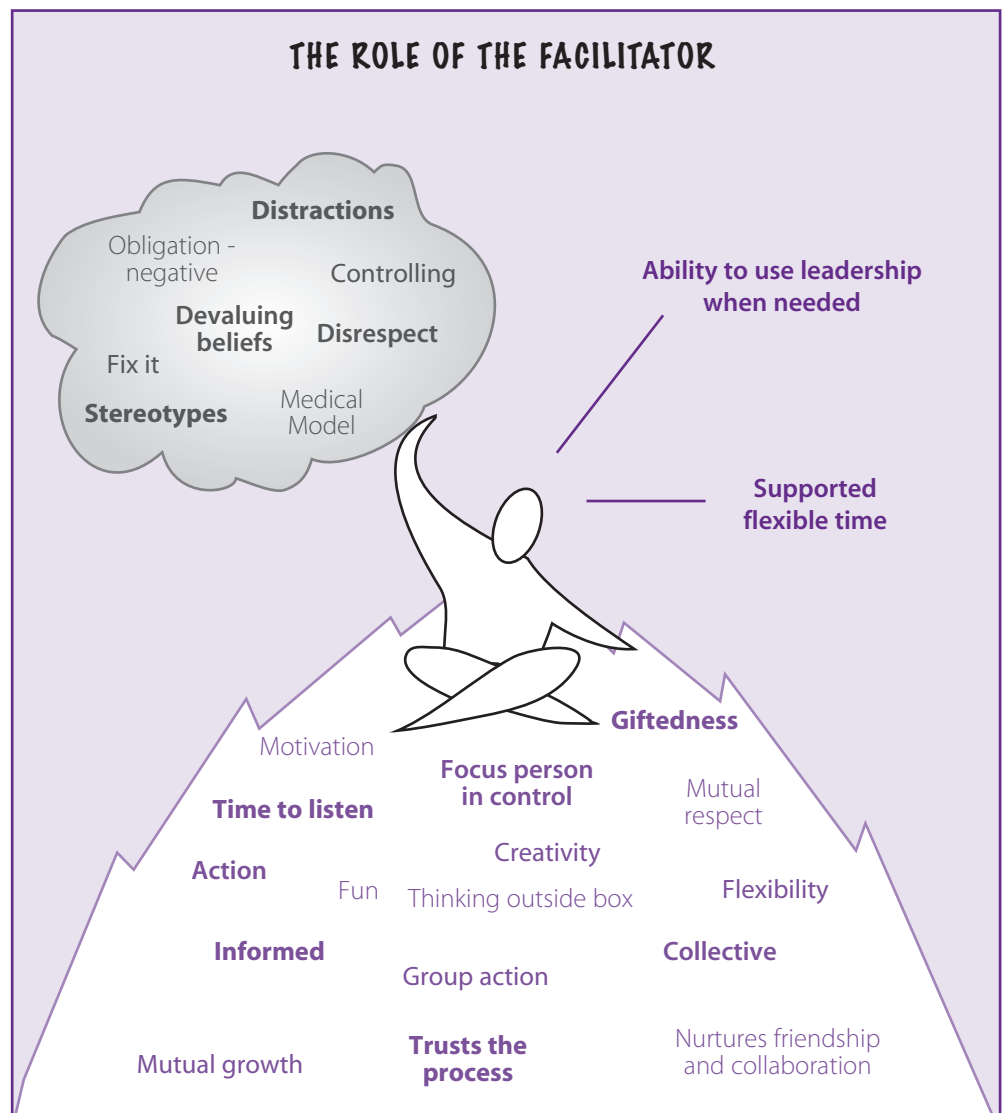 THE ROLE OF THE FACILITATOR
Distractions
Obligation -
negative
Controlling
Devaluing
beliefs
Disrespect
Fix it
Stereotypes
Medical
Model
Ability to use leadership
when needed
Supported
flexible time
Giftedness
Motivation
Focus person
in control
Mutual
respect
Time to listen
Creativity
Action
Fun
Thinking outside box
Flexibility
Informed
Collective
Group action
Trusts the
process
Nurtures friendship
and collaboration
Mutual growth